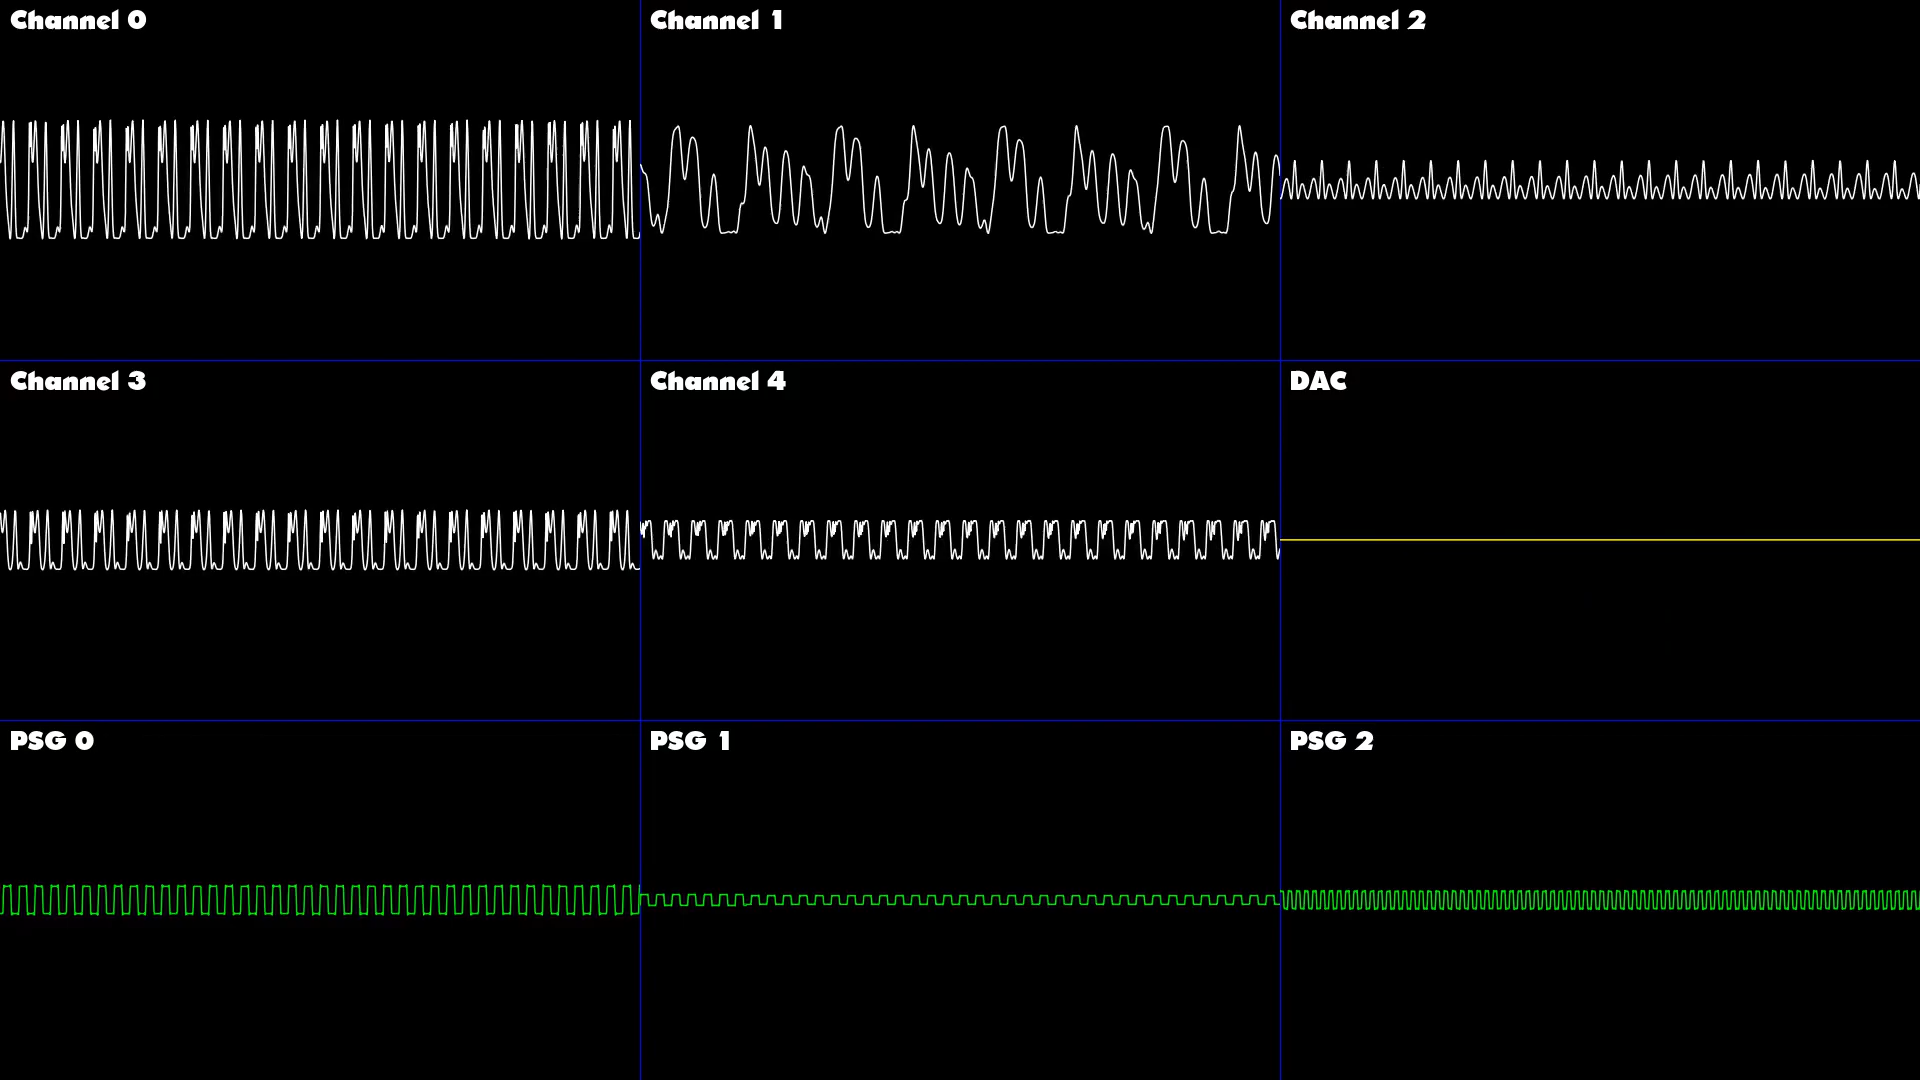 Channel 0
Channel 1
Channel 2
Channel 3
Channel 4
DAC
PSG 0
PSG 1
PSG 2